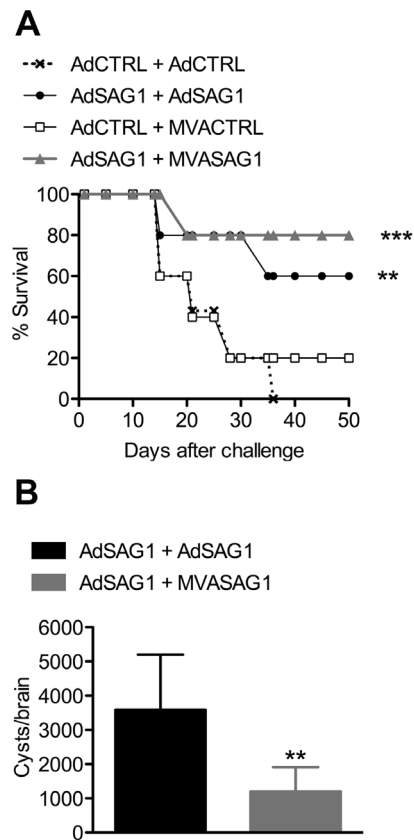 A
AdCTRL + AdCTRL
AdSAG1 + AdSAG1
AdCTRL + MVACTRL
AdSAG1 + MVASAG1
100
80
60
40
20
0
% Survival
***
**
0 10 20 30 40 50
Days after challenge
B
AdSAG1 + AdSAG1
AdSAG1 + MVASAG1
6000
5000
4000
3000
2000
1000
0
Cysts/brain
**